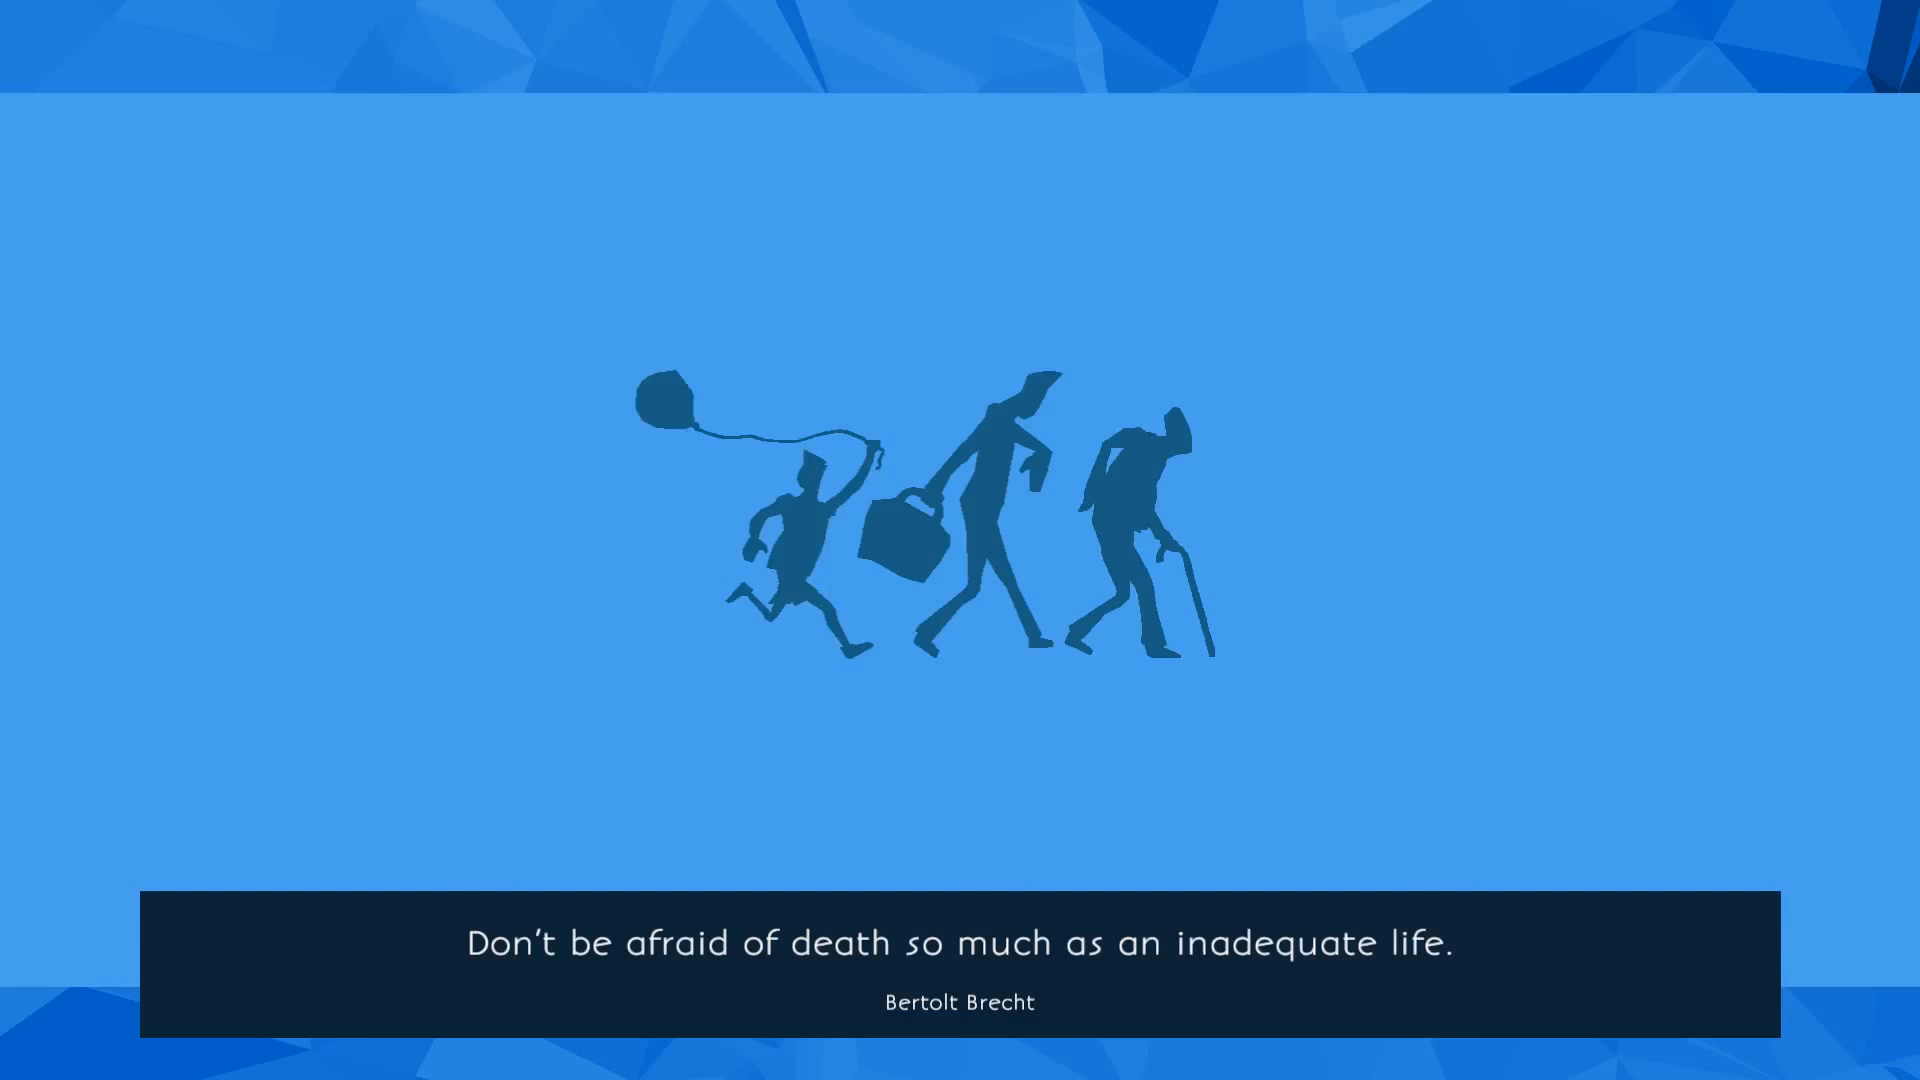 Don't be afraid of death so much as an inadequate life.
Bertolt Brecht